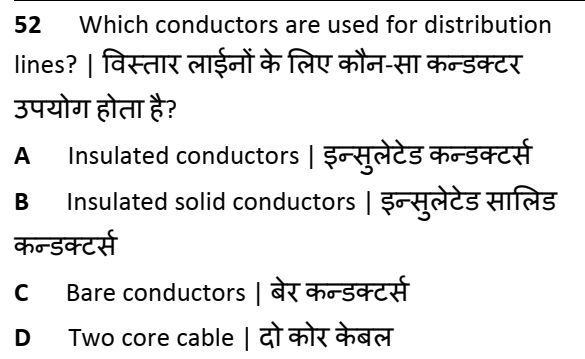 52 Which conductors are used for distribution
lines? | विस्तार लाईनों के लिए कौन-सा कन्डक्टर
उपयोग होता है?
A Insulated conductors | इन्सुलेटेड कन्डक्टर्स
B Insulated solid conductors | इन्सुलेटेड सालिड
कन्डक्टर्स
C Bare conductors | बेर कन्डक्टर्स
D Two core cable | दो कोर केबल